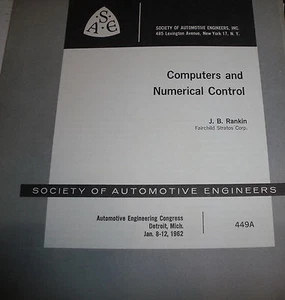 S
A E
SOCIETY OF AUTOMOTIVE ENGINEERS, INC.
485 Lexington Avenue, New York 17, N. Y.
Computers and
Numerical Control
J. B. Rankin
Fairchild Stratos Corp.
SOCIETY OF AUTOMOTIVE ENGINEERS
Automotive Engineering Congress
Detroit, Mich.
Jan. 8-12, 1962
449A